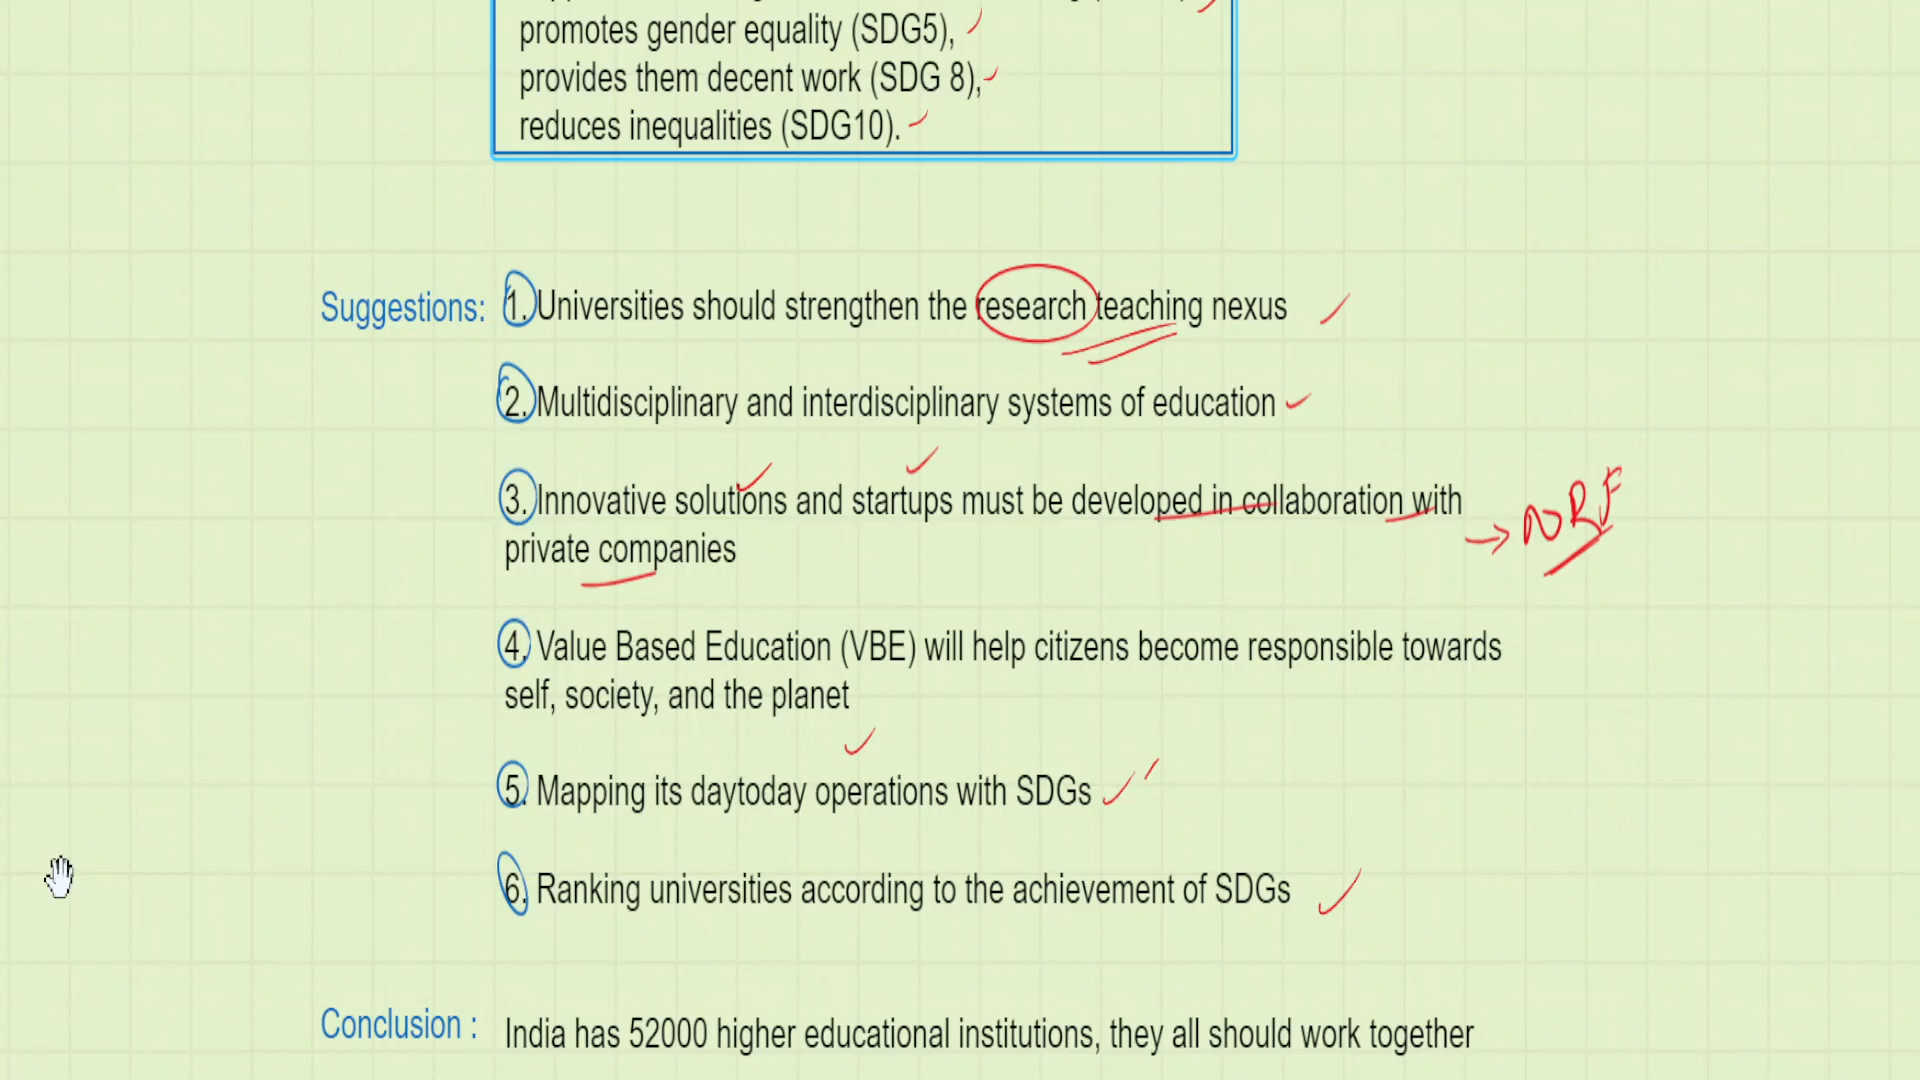 promotes gender equality (SDG5),
provides them decent work (SDG 8),
reduces inequalities (SDG10).
Suggestions: 1. Universities should strengthen the research teaching nexus
2. Multidisciplinary and interdisciplinary systems of education
3. Innovative solutions and startups must be developed in collaboration with
→ NRF
private companies
4. Value Based Education (VBE) will help citizens become responsible towards
self, society, and the planet
5. Mapping its daytoday operations with SDGs
6. Ranking universities according to the achievement of SDGs
Conclusion : India has 52000 higher educational institutions, they all should work together